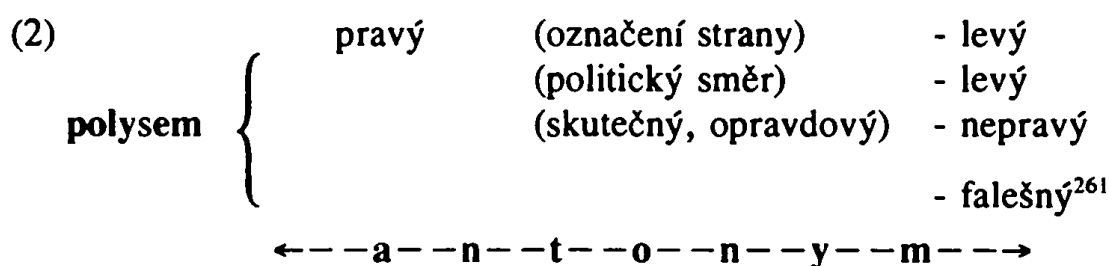 (2) pravý (označení strany) - levý
(politický směr) - levý
polysem { (skutečný, opravdový) - nepravý
- falešný²⁶¹
←---a--n--t--o--n--y--m---→